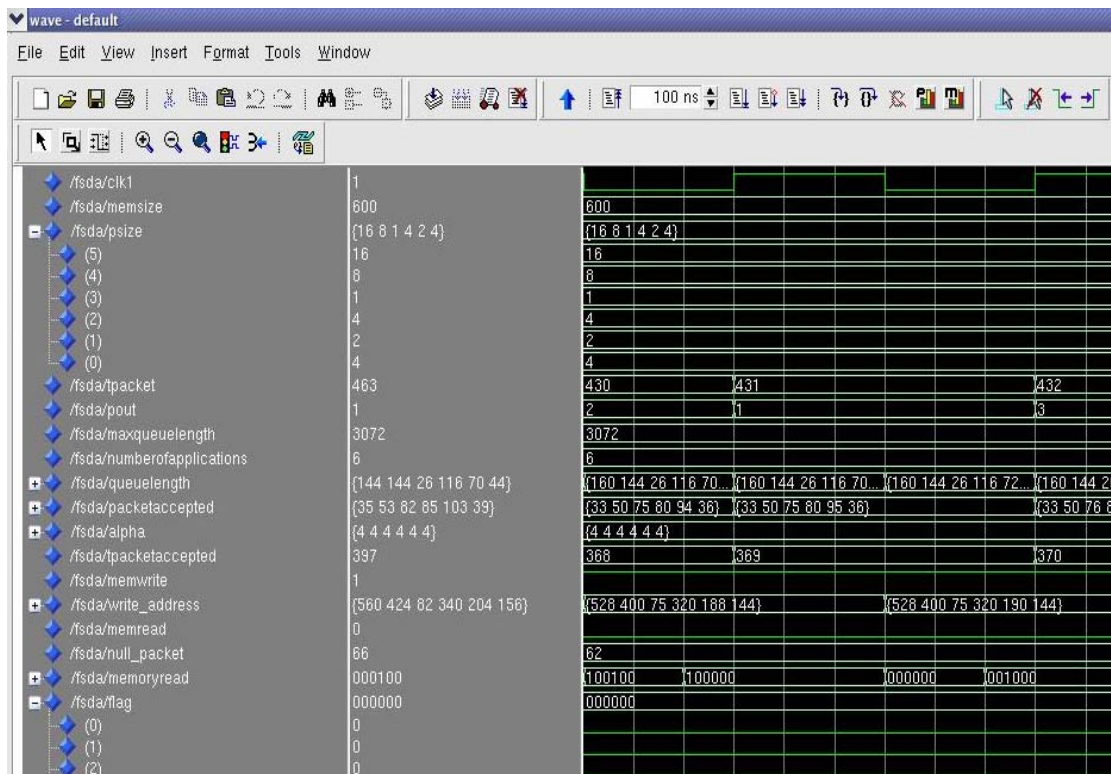 wave - default
File Edit View Insert Format Tools Window
100 ns
/fsda/clk1 1
/fsda/memsize 600 600
/fsda/psize {16 8 1 4 2 4} {16 8 1 4 2 4}
(5) 16 16
(4) 8 8
(3) 1 1
(2) 4 4
(1) 2 2
(0) 4 4
/fsda/tpacket 463 430 431 432
/fsda/pout 1 2 1 3
/fsda/maxqueuelength 3072 3072
/fsda/numberofapplications 6 6
/fsda/queuelength {144 144 26 116 70 44} {160 144 26 116 70... {160 144 26 116 70... {160 144 26 116 72... {160 144 2
/fsda/packetaccepted {35 53 82 85 103 39} {33 50 75 80 94 36} {33 50 75 80 95 36} {33 50 76 8
/fsda/alpha {4 4 4 4 4 4} {4 4 4 4 4 4}
/fsda/tpacketaccepted 397 368 369 370
/fsda/memwrite 1
/fsda/write_address {560 424 82 340 204 156} {528 400 75 320 188 144} {528 400 75 320 190 144}
/fsda/memread 0
/fsda/null_packet 66 62
/fsda/memoryread 000100 100100 100000 000000 001000
/fsda/flag 000000 000000
(0) 0
(1) 0
(2) 0